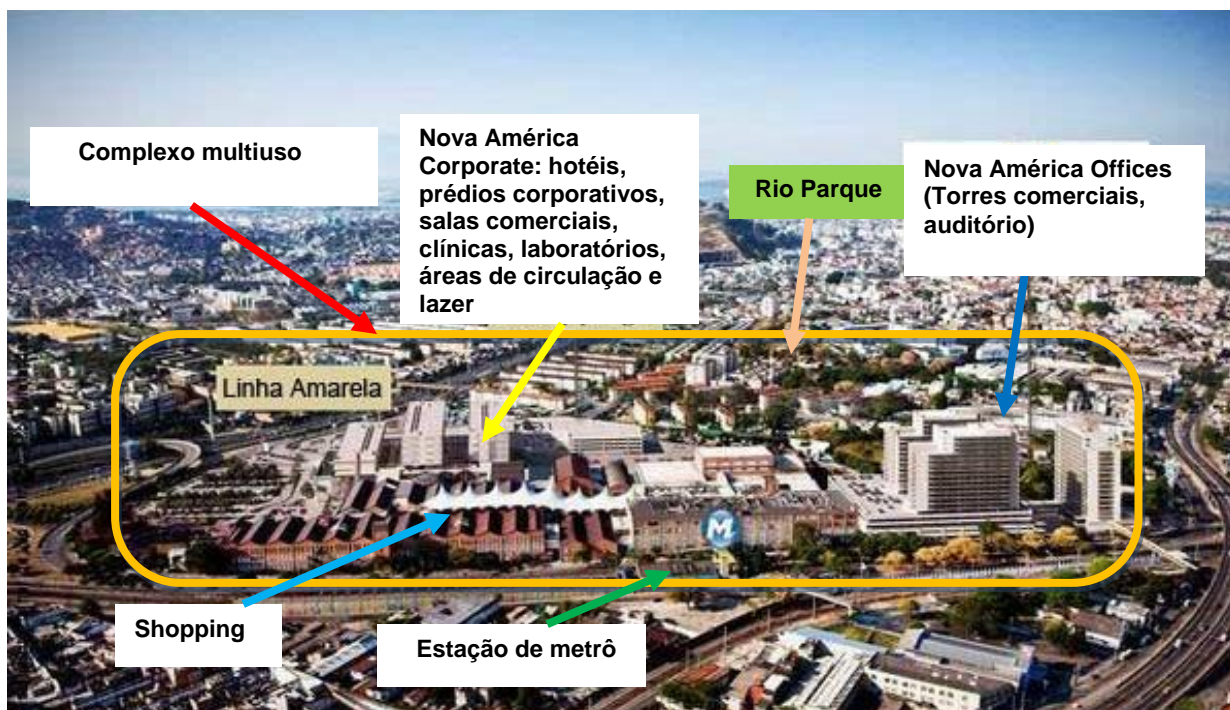 Complexo multiuso
Nova América
Corporate: hotéis,
prédios corporativos,
salas comerciais,
clínicas, laboratórios,
áreas de circulação e
lazer
Rio Parque
Nova América Offices
(Torres comerciais,
auditório)
Linha Amarela
M
Shopping
Estação de metrô